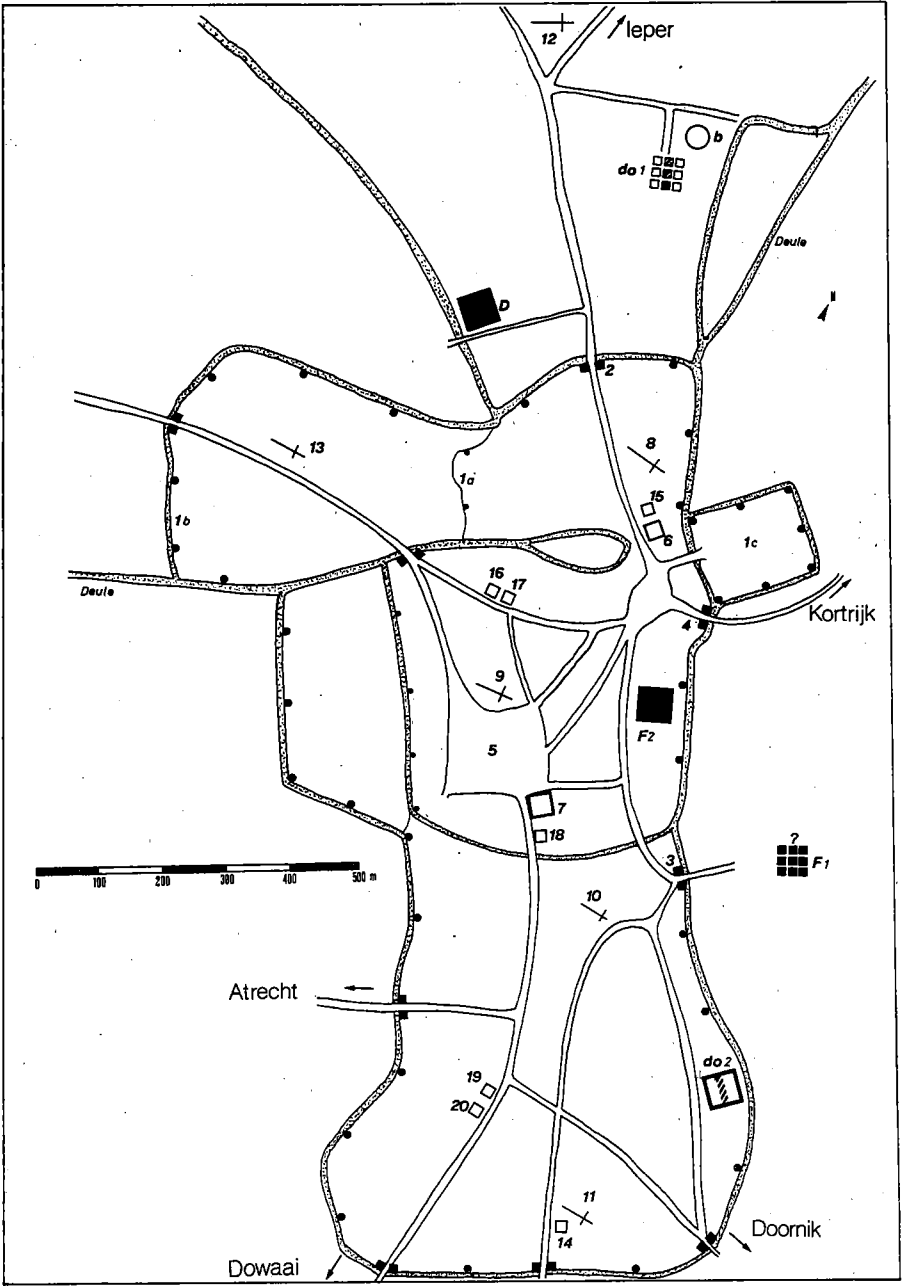 12
Ieper
b
do 1
Deule
N
D
2
8
13
1a
15
6
1c
1b
Deule
16
17
4
Kortrijk
9
F2
5
7
18
?
F1
3
0 100 200 300 400 500 m
10
Atrecht
do 2
19
20
11
14
Doornik
Dowaai